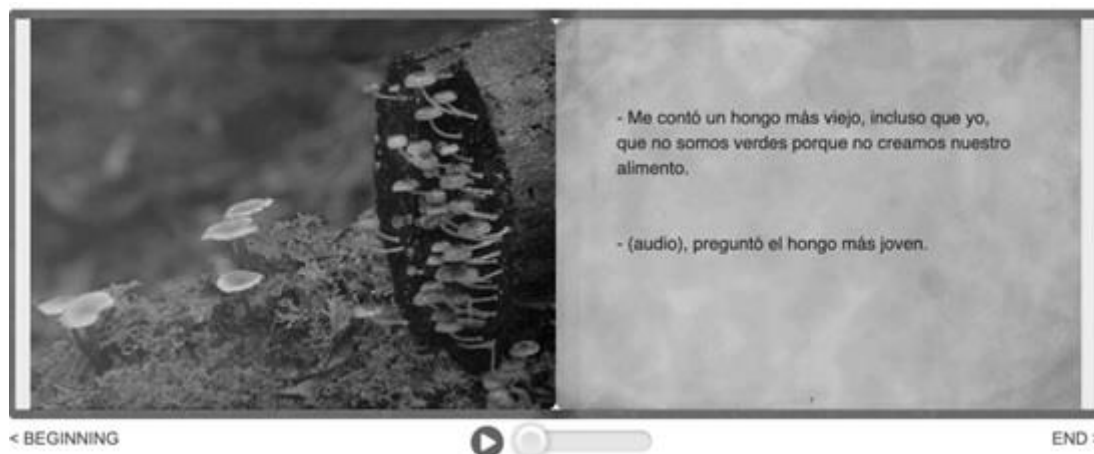 - Me contó un hongo más viejo, incluso que yo,
que no somos verdes porque no creamos nuestro
alimento.
- (audio), preguntó el hongo más joven.
< BEGINNING
END >